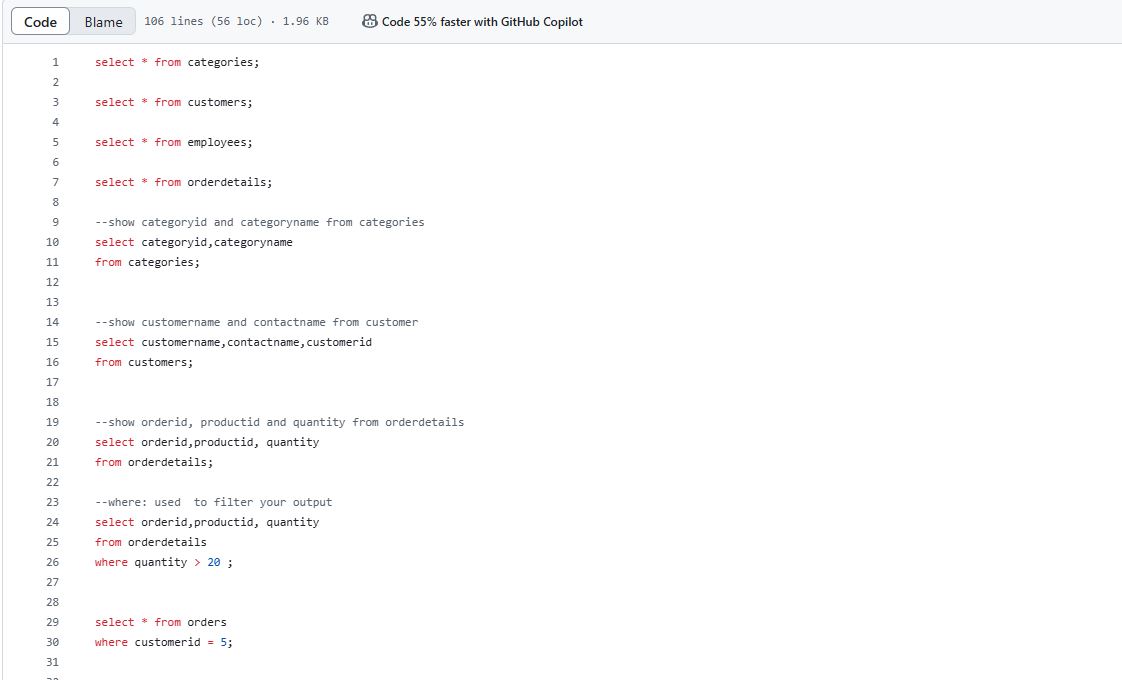 Code Blame 106 lines (56 loc) · 1.96 KB Code 55% faster with GitHub Copilot
1 select * from categories;
2
3 select * from customers;
4
5 select * from employees;
6
7 select * from orderdetails;
8
9 --show categoryid and categoryname from categories
10 select categoryid,categoryname
11 from categories;
12
13
14 --show customername and contactname from customer
15 select customername,contactname,customerid
16 from customers;
17
18
19 --show orderid, productid and quantity from orderdetails
20 select orderid,productid, quantity
21 from orderdetails;
22
23 --where: used  to filter your output
24 select orderid,productid, quantity
25 from orderdetails
26 where quantity > 20 ;
27
28
29 select * from orders
30 where customerid = 5;
31